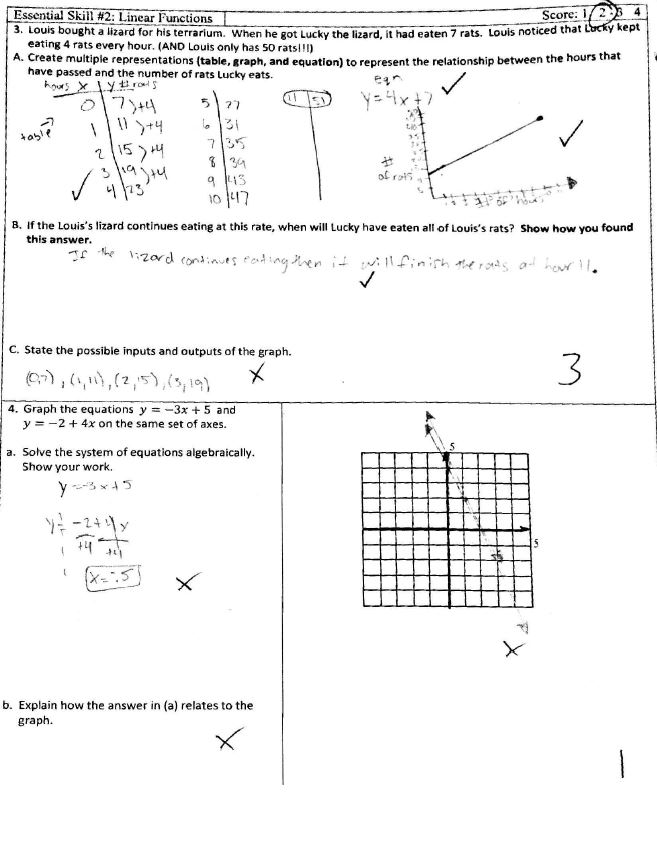 Essential Skill #2: Linear Functions Score: 1 2 3 4
3. Louis bought a lizard for his terrarium. When he got Lucky the lizard, it had eaten 7 rats. Louis noticed that Lucky kept
eating 4 rats every hour. (AND Louis only has 50 rats!!!)
A. Create multiple representations (table, graph, and equation) to represent the relationship between the hours that
have passed and the number of rats Lucky eats.
hours x y # rats
table
0 7 >+4
1 11 >+4
2 15 >+4
3 19 >+4
4 23
5 27
6 31
7 35
8 39
9 43
10 47
11 51
eqn
y=4x+7
#
of rats
# of hours
B. If the Louis's lizard continues eating at this rate, when will Lucky have eaten all of Louis's rats? Show how you found
this answer.
If the lizard continues eating then it will finish the rats at hour 11.
C. State the possible inputs and outputs of the graph.
(0,7), (1,11), (2,15), (3,19)
3
4. Graph the equations y = −3x + 5 and
y = −2 + 4x on the same set of axes.
a. Solve the system of equations algebraically.
Show your work.
y=-3x+5
-2+4x
+4 +4
x=-.5
5
5
b. Explain how the answer in (a) relates to the
graph.
1